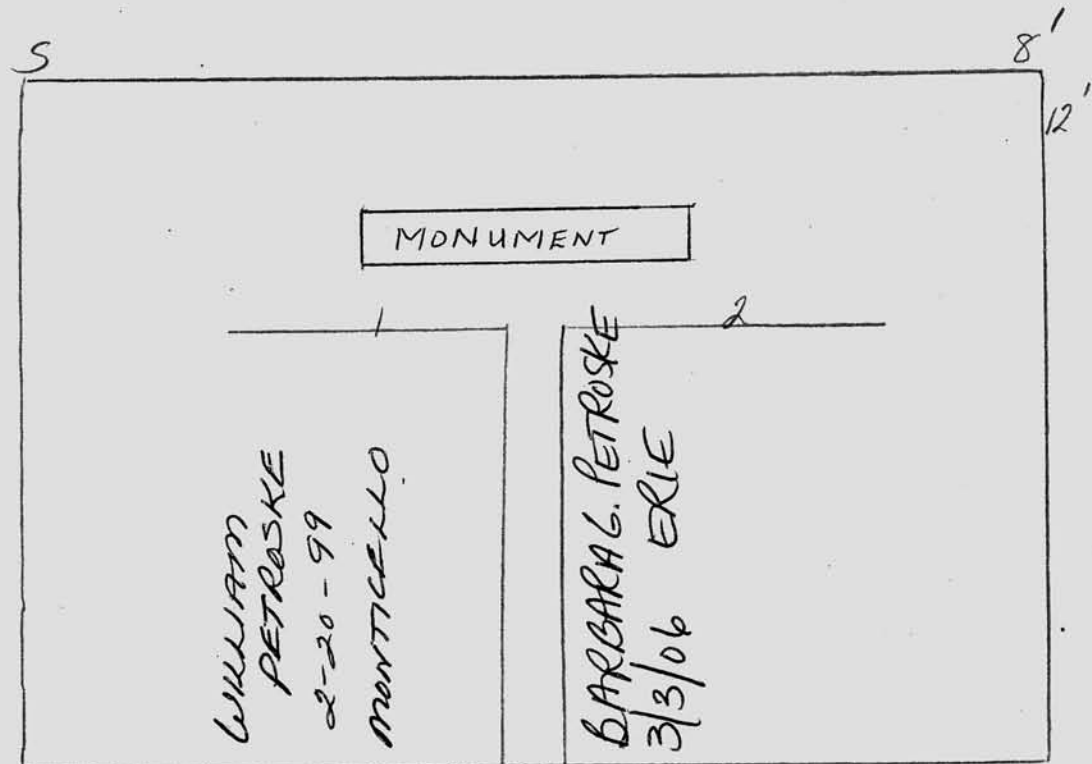 S
8'
12'
MONUMENT
1
2
WILLIAM
PETROSKE
2-20-99
MONTICELLO
BARBARA G. PETROSKE
3/3/06 ERIE